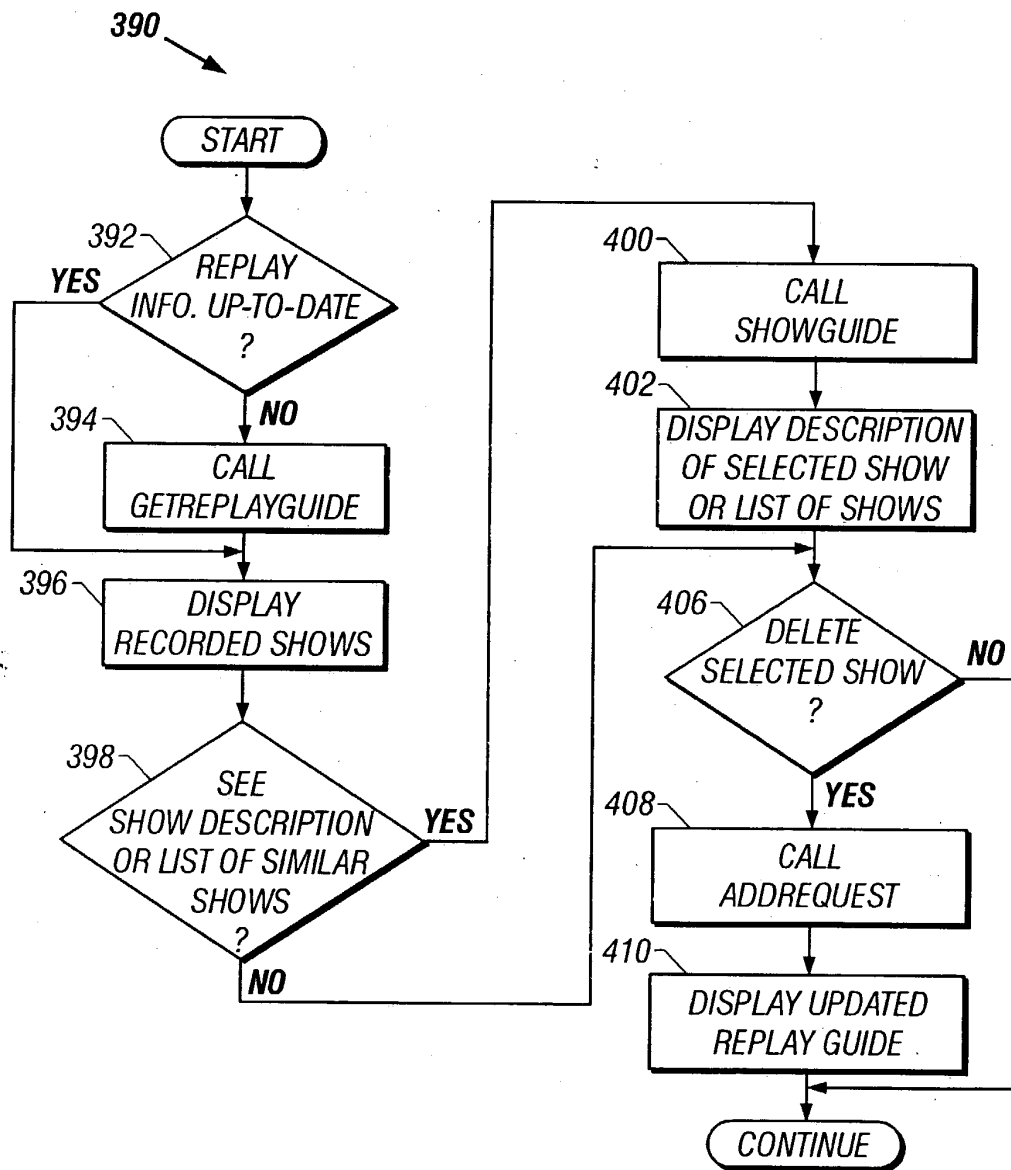 390
START
392
YES
REPLAY
INFO. UP-TO-DATE
?
NO
394
CALL
GETREPLAYGUIDE
396
DISPLAY
RECORDED SHOWS
398
SEE
SHOW DESCRIPTION
OR LIST OF SIMILAR
SHOWS
?
YES
NO
400
CALL
SHOWGUIDE
402
DISPLAY DESCRIPTION
OF SELECTED SHOW
OR LIST OF SHOWS
406
DELETE
SELECTED SHOW
?
NO
YES
408
CALL
ADDREQUEST
410
DISPLAY UPDATED
REPLAY GUIDE
CONTINUE